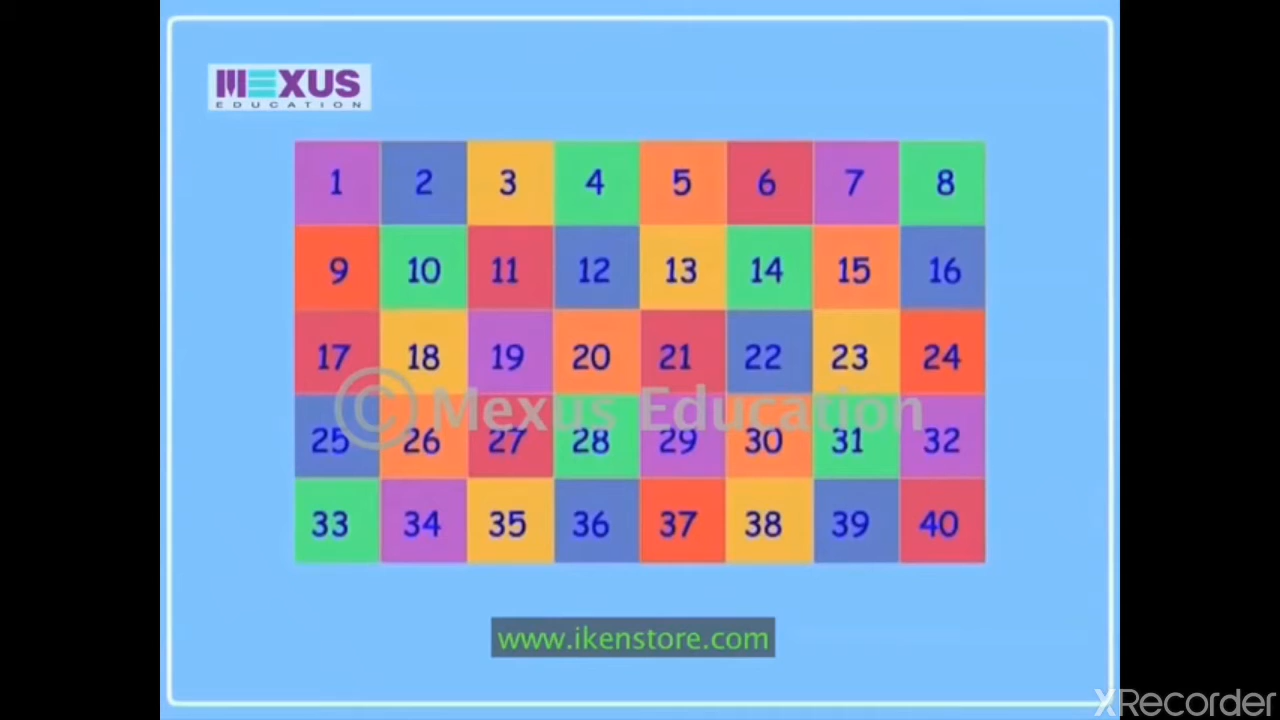 MEXUS
EDUCATION
1 2 3 4 5 6 7 8
9 10 11 12 13 14 15 16
17 18 19 20 21 22 23 24
© Mexus Education
25 26 27 28 29 30 31 32
33 34 35 36 37 38 39 40
www.ikenstore.com
XRecorder